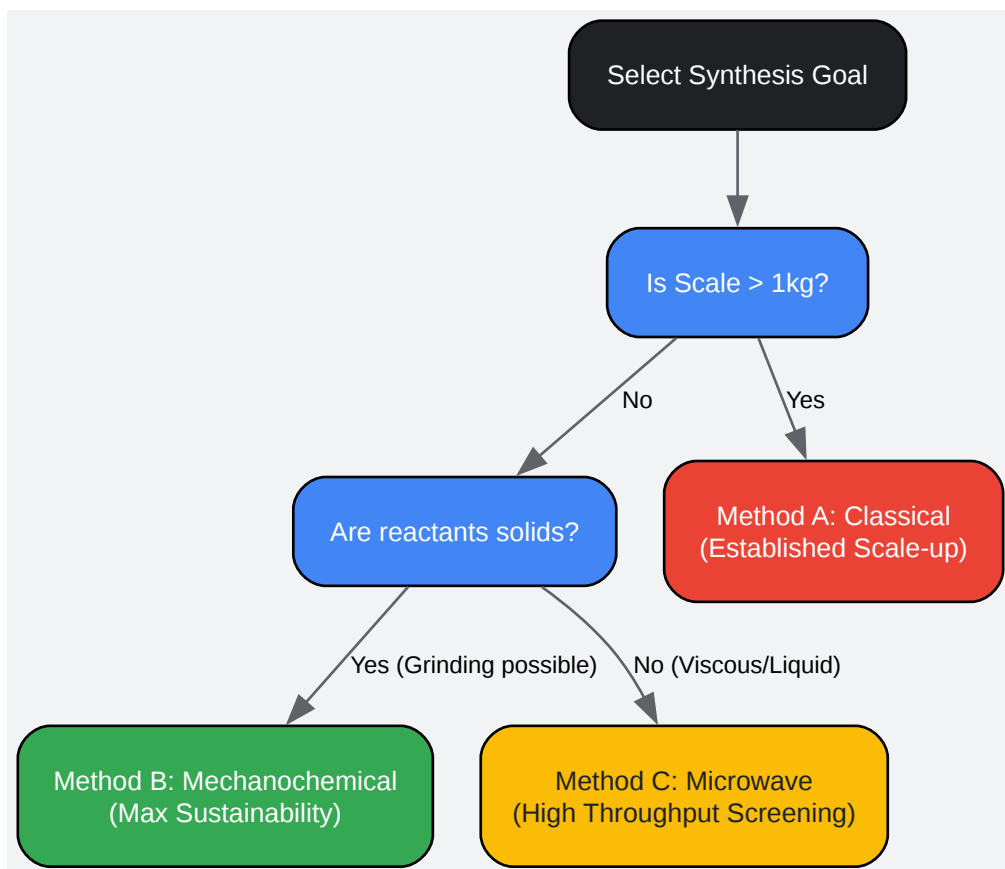 Select Synthesis Goal
Is Scale > 1kg?
No
Yes
Are reactants solids?
Method A: Classical
(Established Scale-up)
Yes (Grinding possible)
No (Viscous/Liquid)
Method B: Mechanochemical
(Max Sustainability)
Method C: Microwave
(High Throughput Screening)